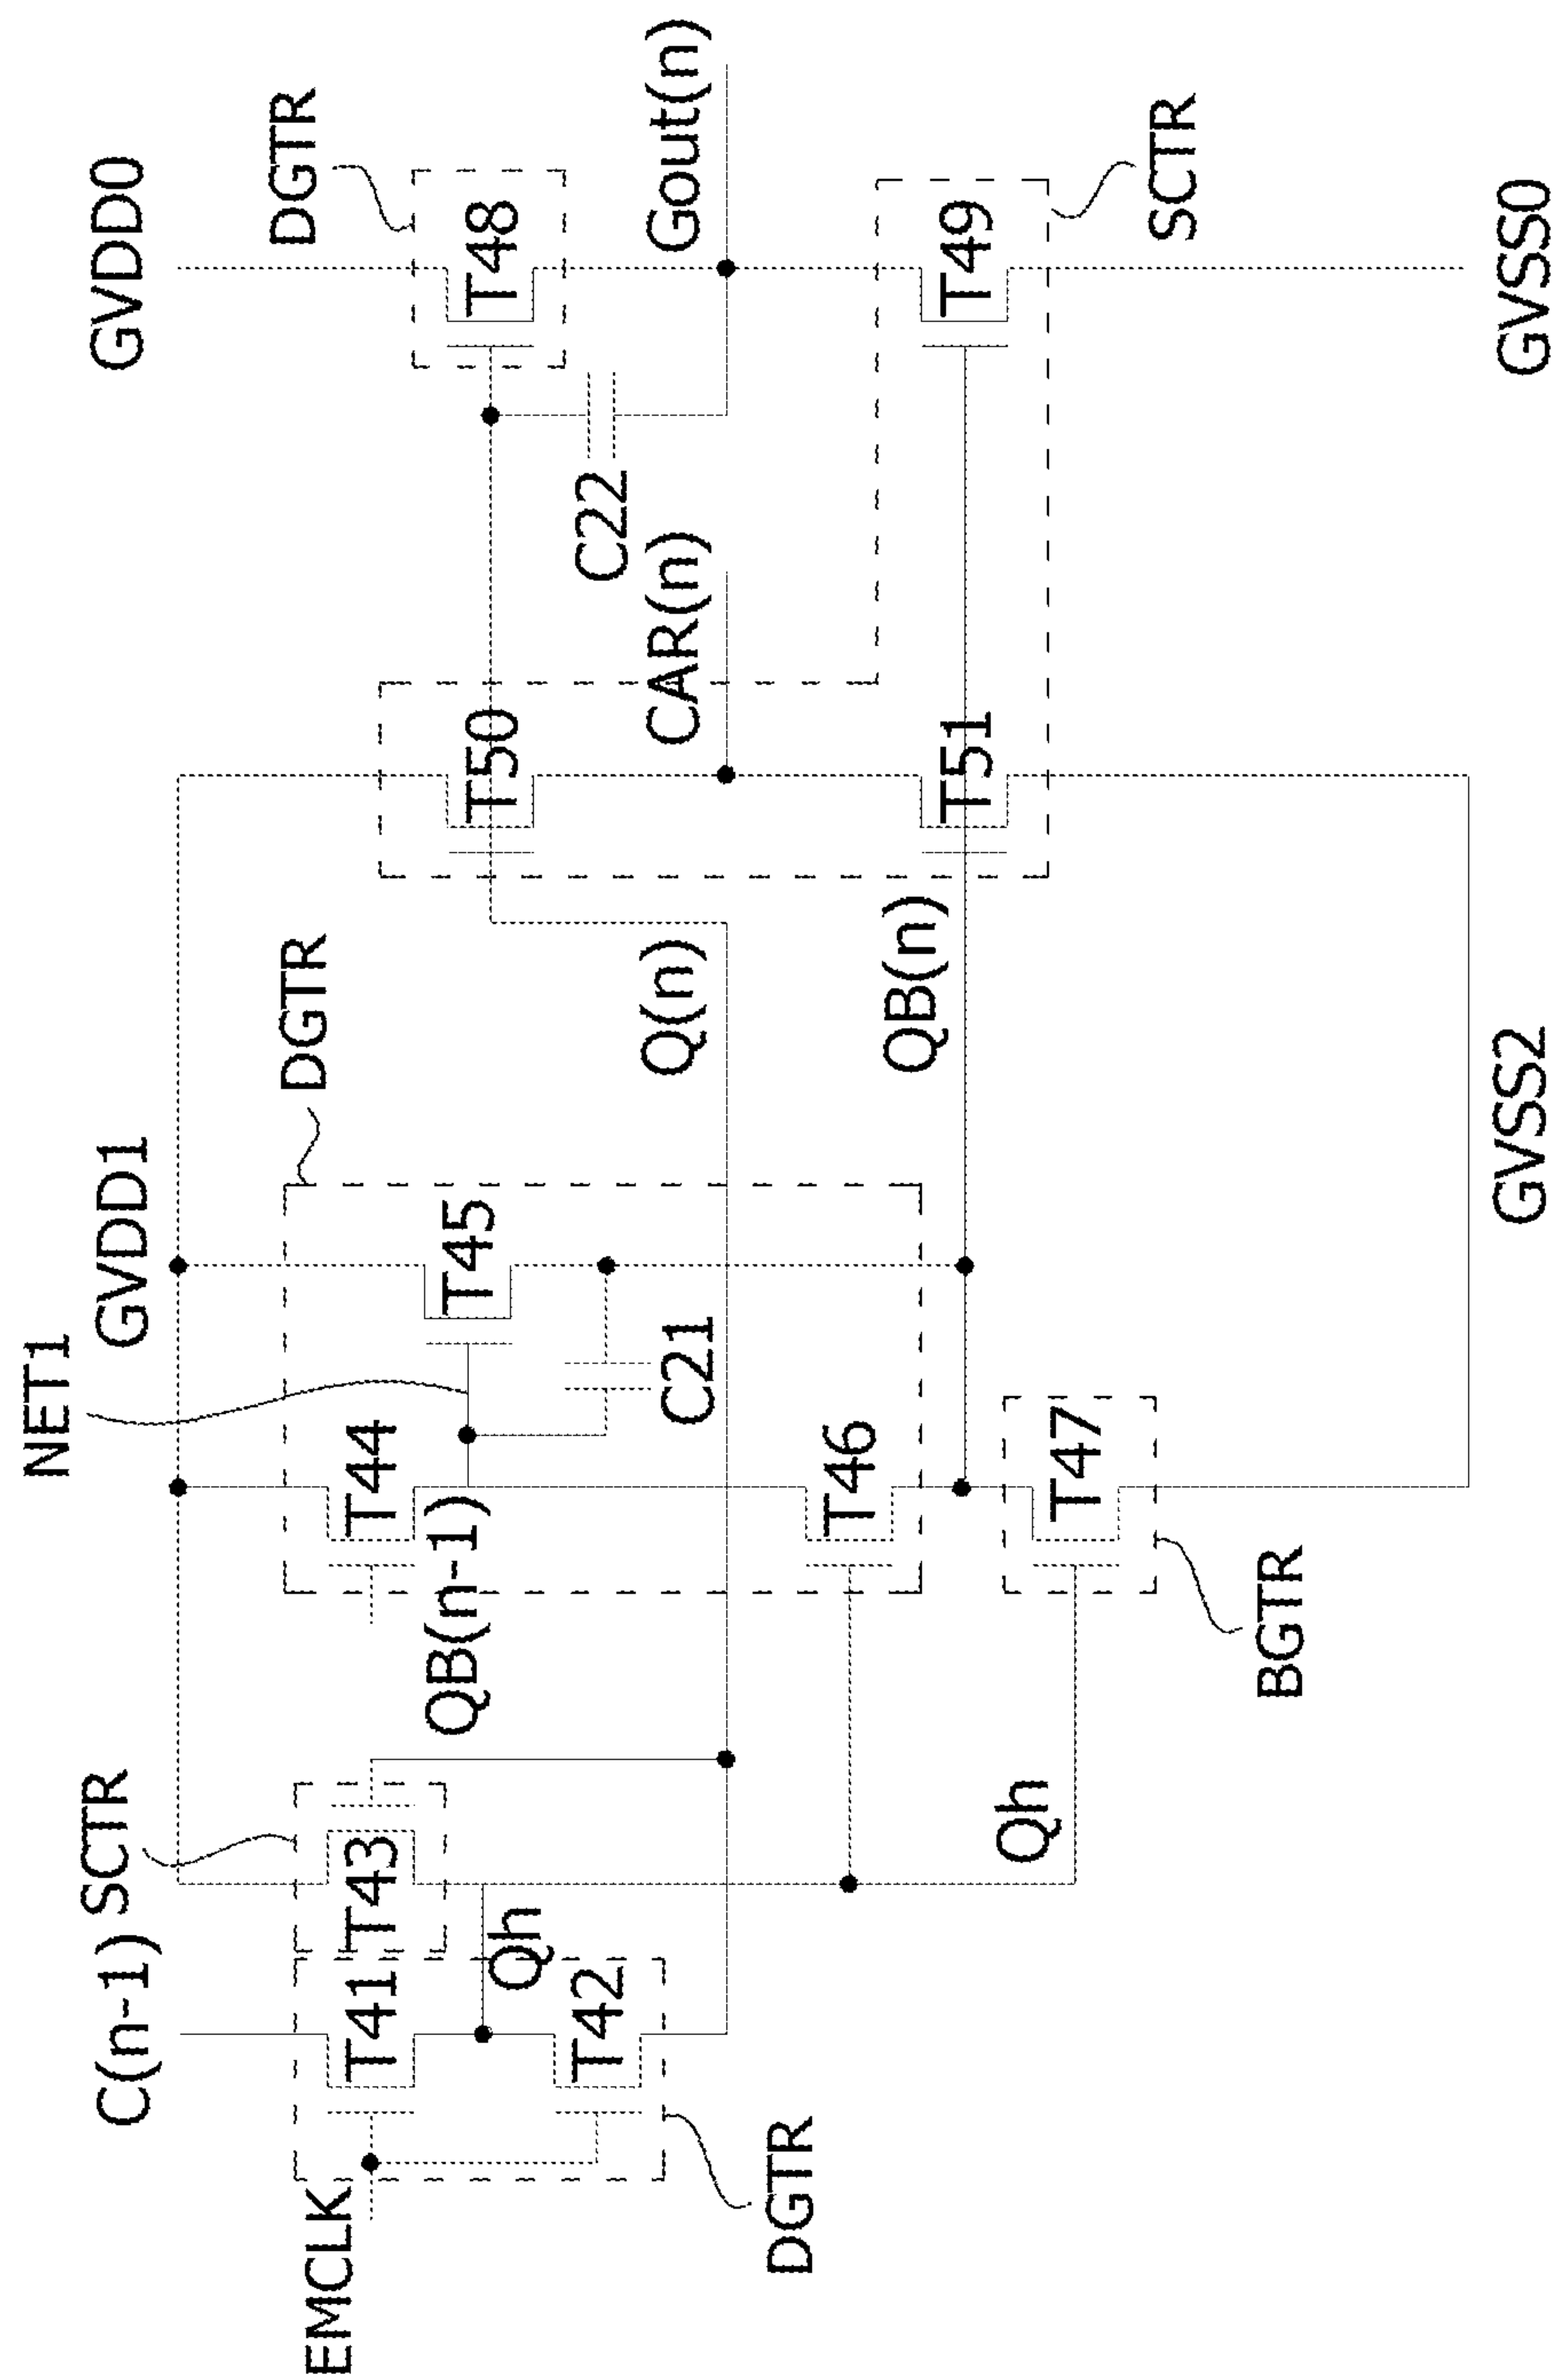 EMCLK
C(n-1)
SCTR
T41
T43
Qh
T42
DGTR
NET1
GVDD1
DGTR
T44
T45
QB(n-1)
C21
T46
Qh
T47
BGTR
Q(n)
QB(n)
GVSS2
T50
CAR(n)
T51
C22
GVDD0
DGTR
T48
Gout(n)
T49
SCTR
GVSS0